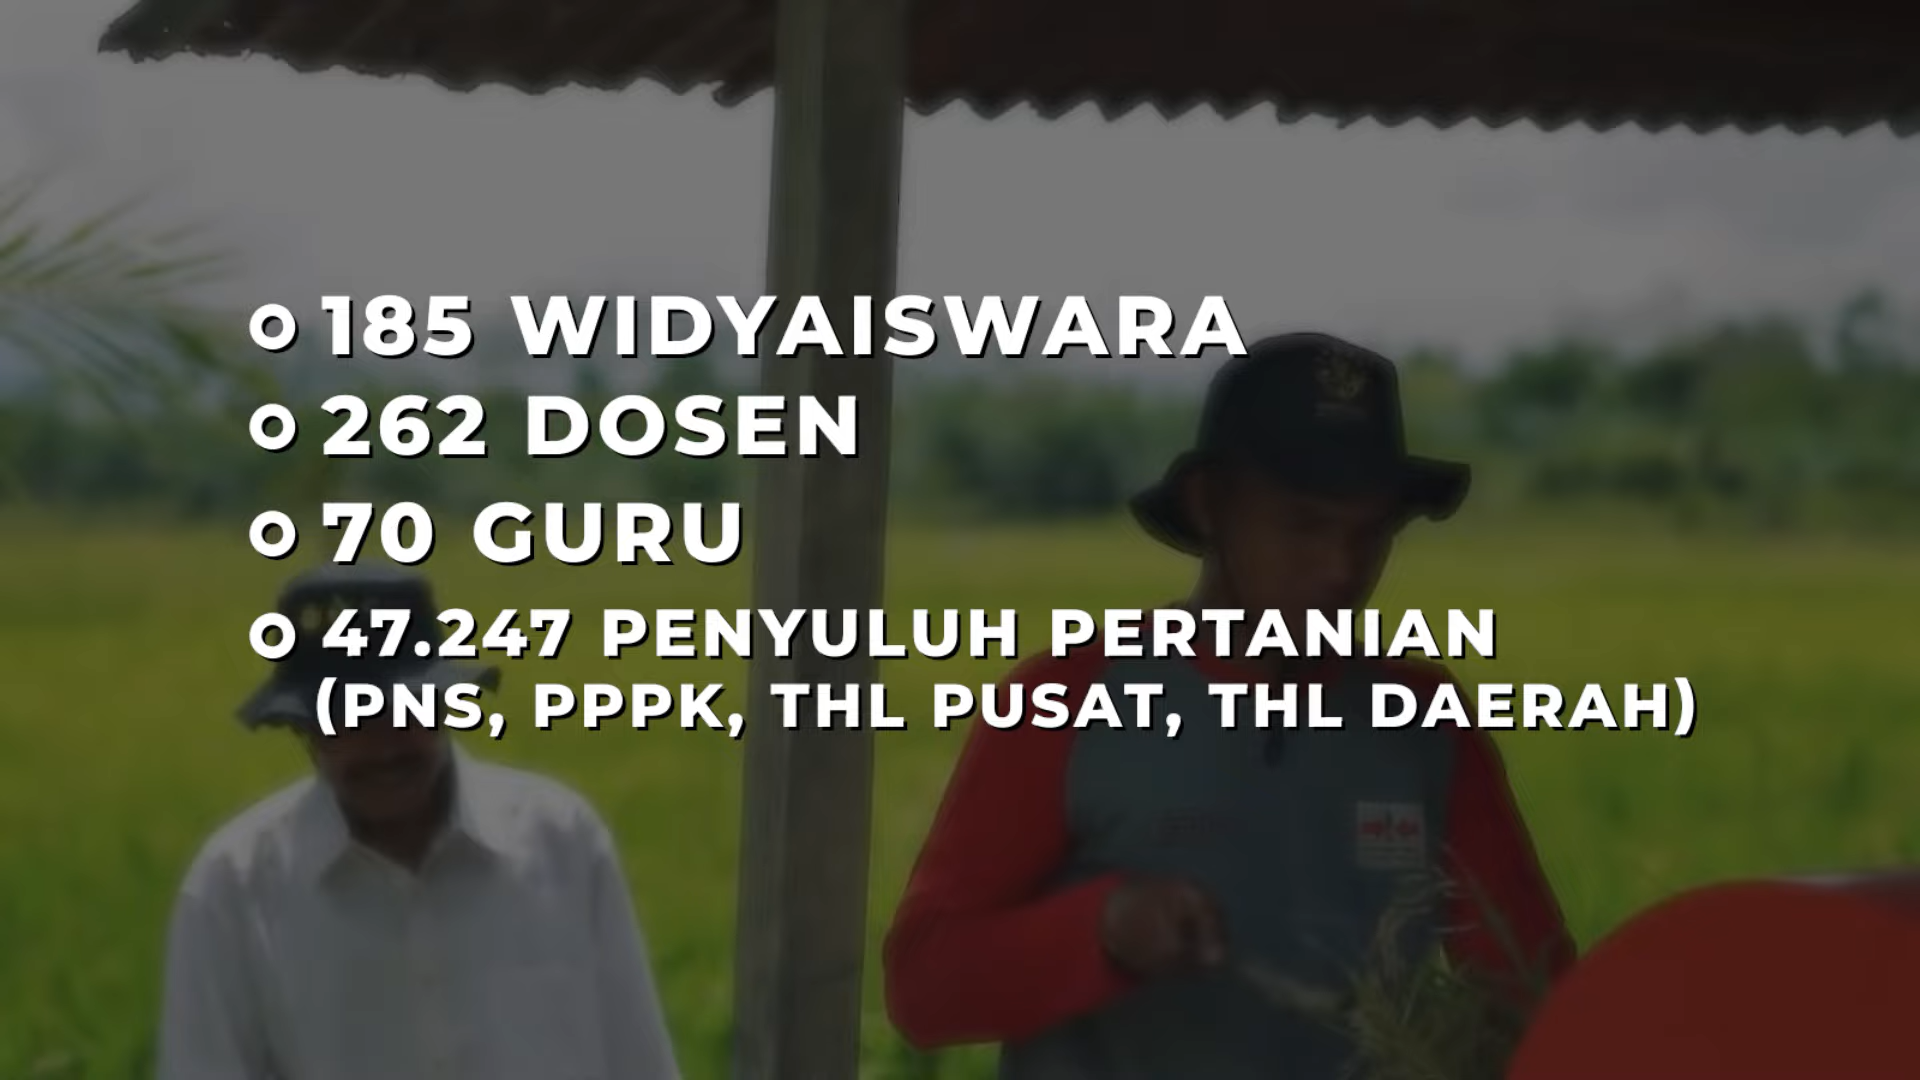 185 WIDYAISWARA
262 DOSEN
70 GURU
47.247 PENYULUH PERTANIAN
(PNS, PPPK, THL PUSAT, THL DAERAH)